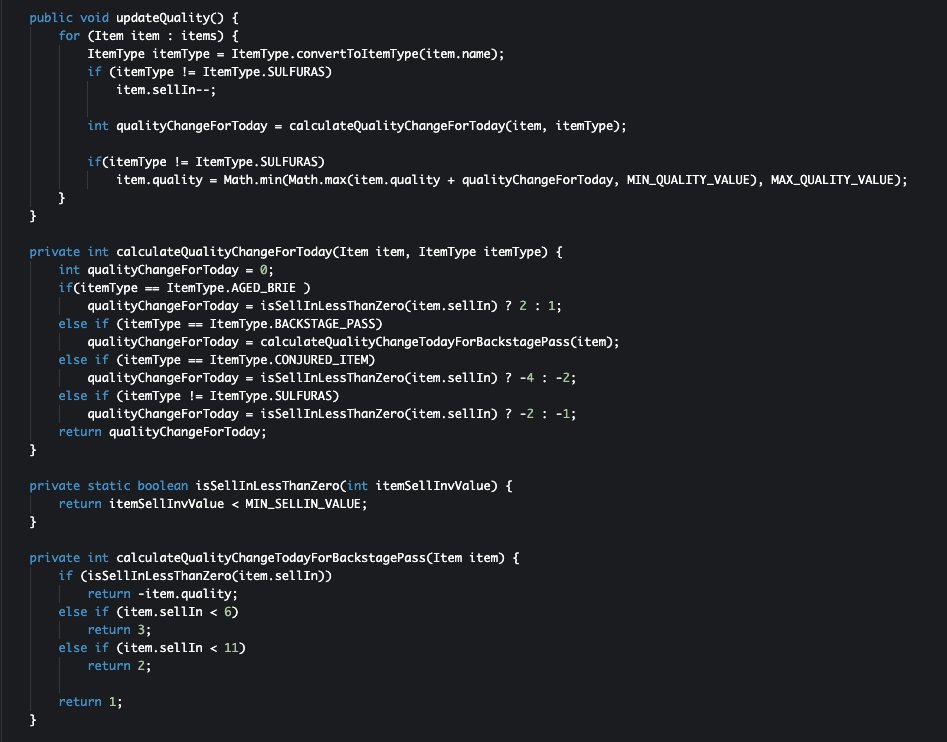 public void updateQuality() {
for (Item item : items) {
ItemType itemType = ItemType.convertToItemType(item.name);
if (itemType != ItemType.SULFURAS)
item.sellIn--;
int qualityChangeForToday = calculateQualityChangeForToday(item, itemType);
if(itemType != ItemType.SULFURAS)
item.quality = Math.min(Math.max(item.quality + qualityChangeForToday, MIN_QUALITY_VALUE), MAX_QUALITY_VALUE);
}
}
private int calculateQualityChangeForToday(Item item, ItemType itemType) {
int qualityChangeForToday = 0;
if(itemType == ItemType.AGED_BRIE )
qualityChangeForToday = isSellInLessThanZero(item.sellIn) ? 2 : 1;
else if (itemType == ItemType.BACKSTAGE_PASS)
qualityChangeForToday = calculateQualityChangeTodayForBackstagePass(item);
else if (itemType == ItemType.CONJURED_ITEM)
qualityChangeForToday = isSellInLessThanZero(item.sellIn) ? -4 : -2;
else if (itemType != ItemType.SULFURAS)
qualityChangeForToday = isSellInLessThanZero(item.sellIn) ? -2 : -1;
return qualityChangeForToday;
}
private static boolean isSellInLessThanZero(int itemSellInvValue) {
return itemSellInvValue < MIN_SELLIN_VALUE;
}
private int calculateQualityChangeTodayForBackstagePass(Item item) {
if (isSellInLessThanZero(item.sellIn))
return -item.quality;
else if (item.sellIn < 6)
return 3;
else if (item.sellIn < 11)
return 2;
return 1;
}